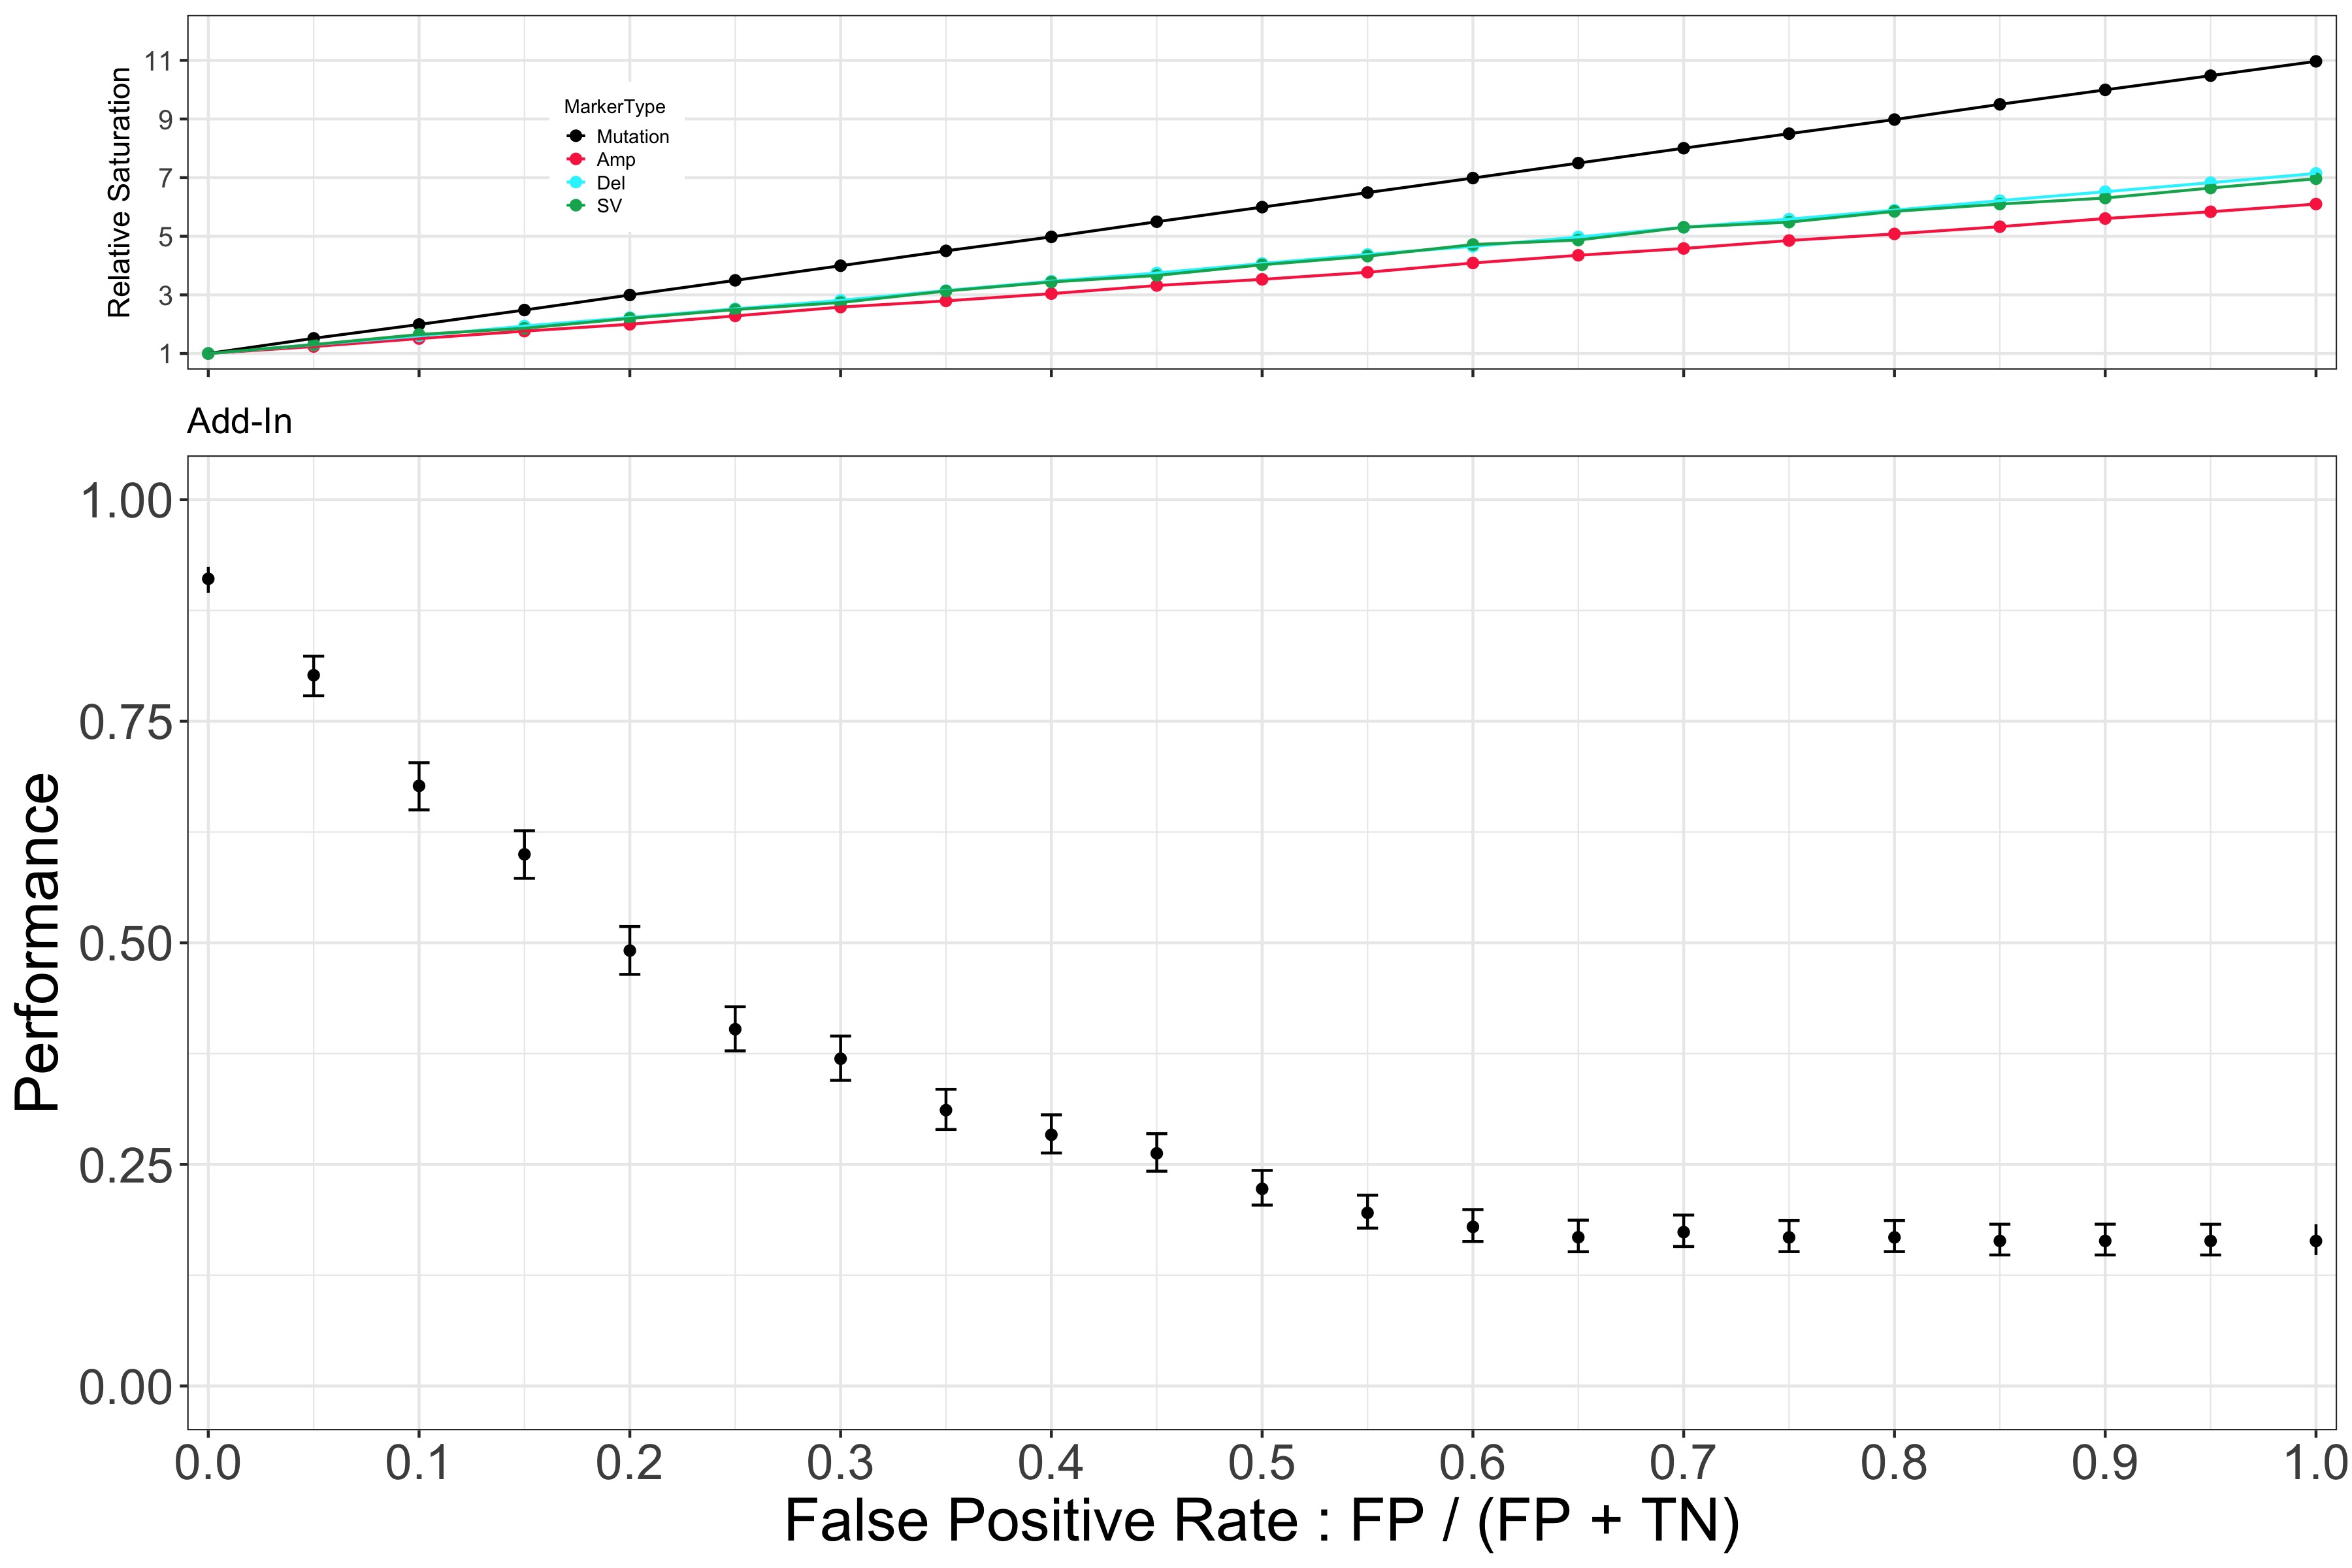 Relative Saturation
11
9
7
5
3
1
MarkerType
Mutation
Amp
Del
SV
Add-In
Performance
1.00
0.75
0.50
0.25
0.00
0.0 0.1 0.2 0.3 0.4 0.5 0.6 0.7 0.8 0.9 1.0
False Positive Rate : FP / (FP + TN)